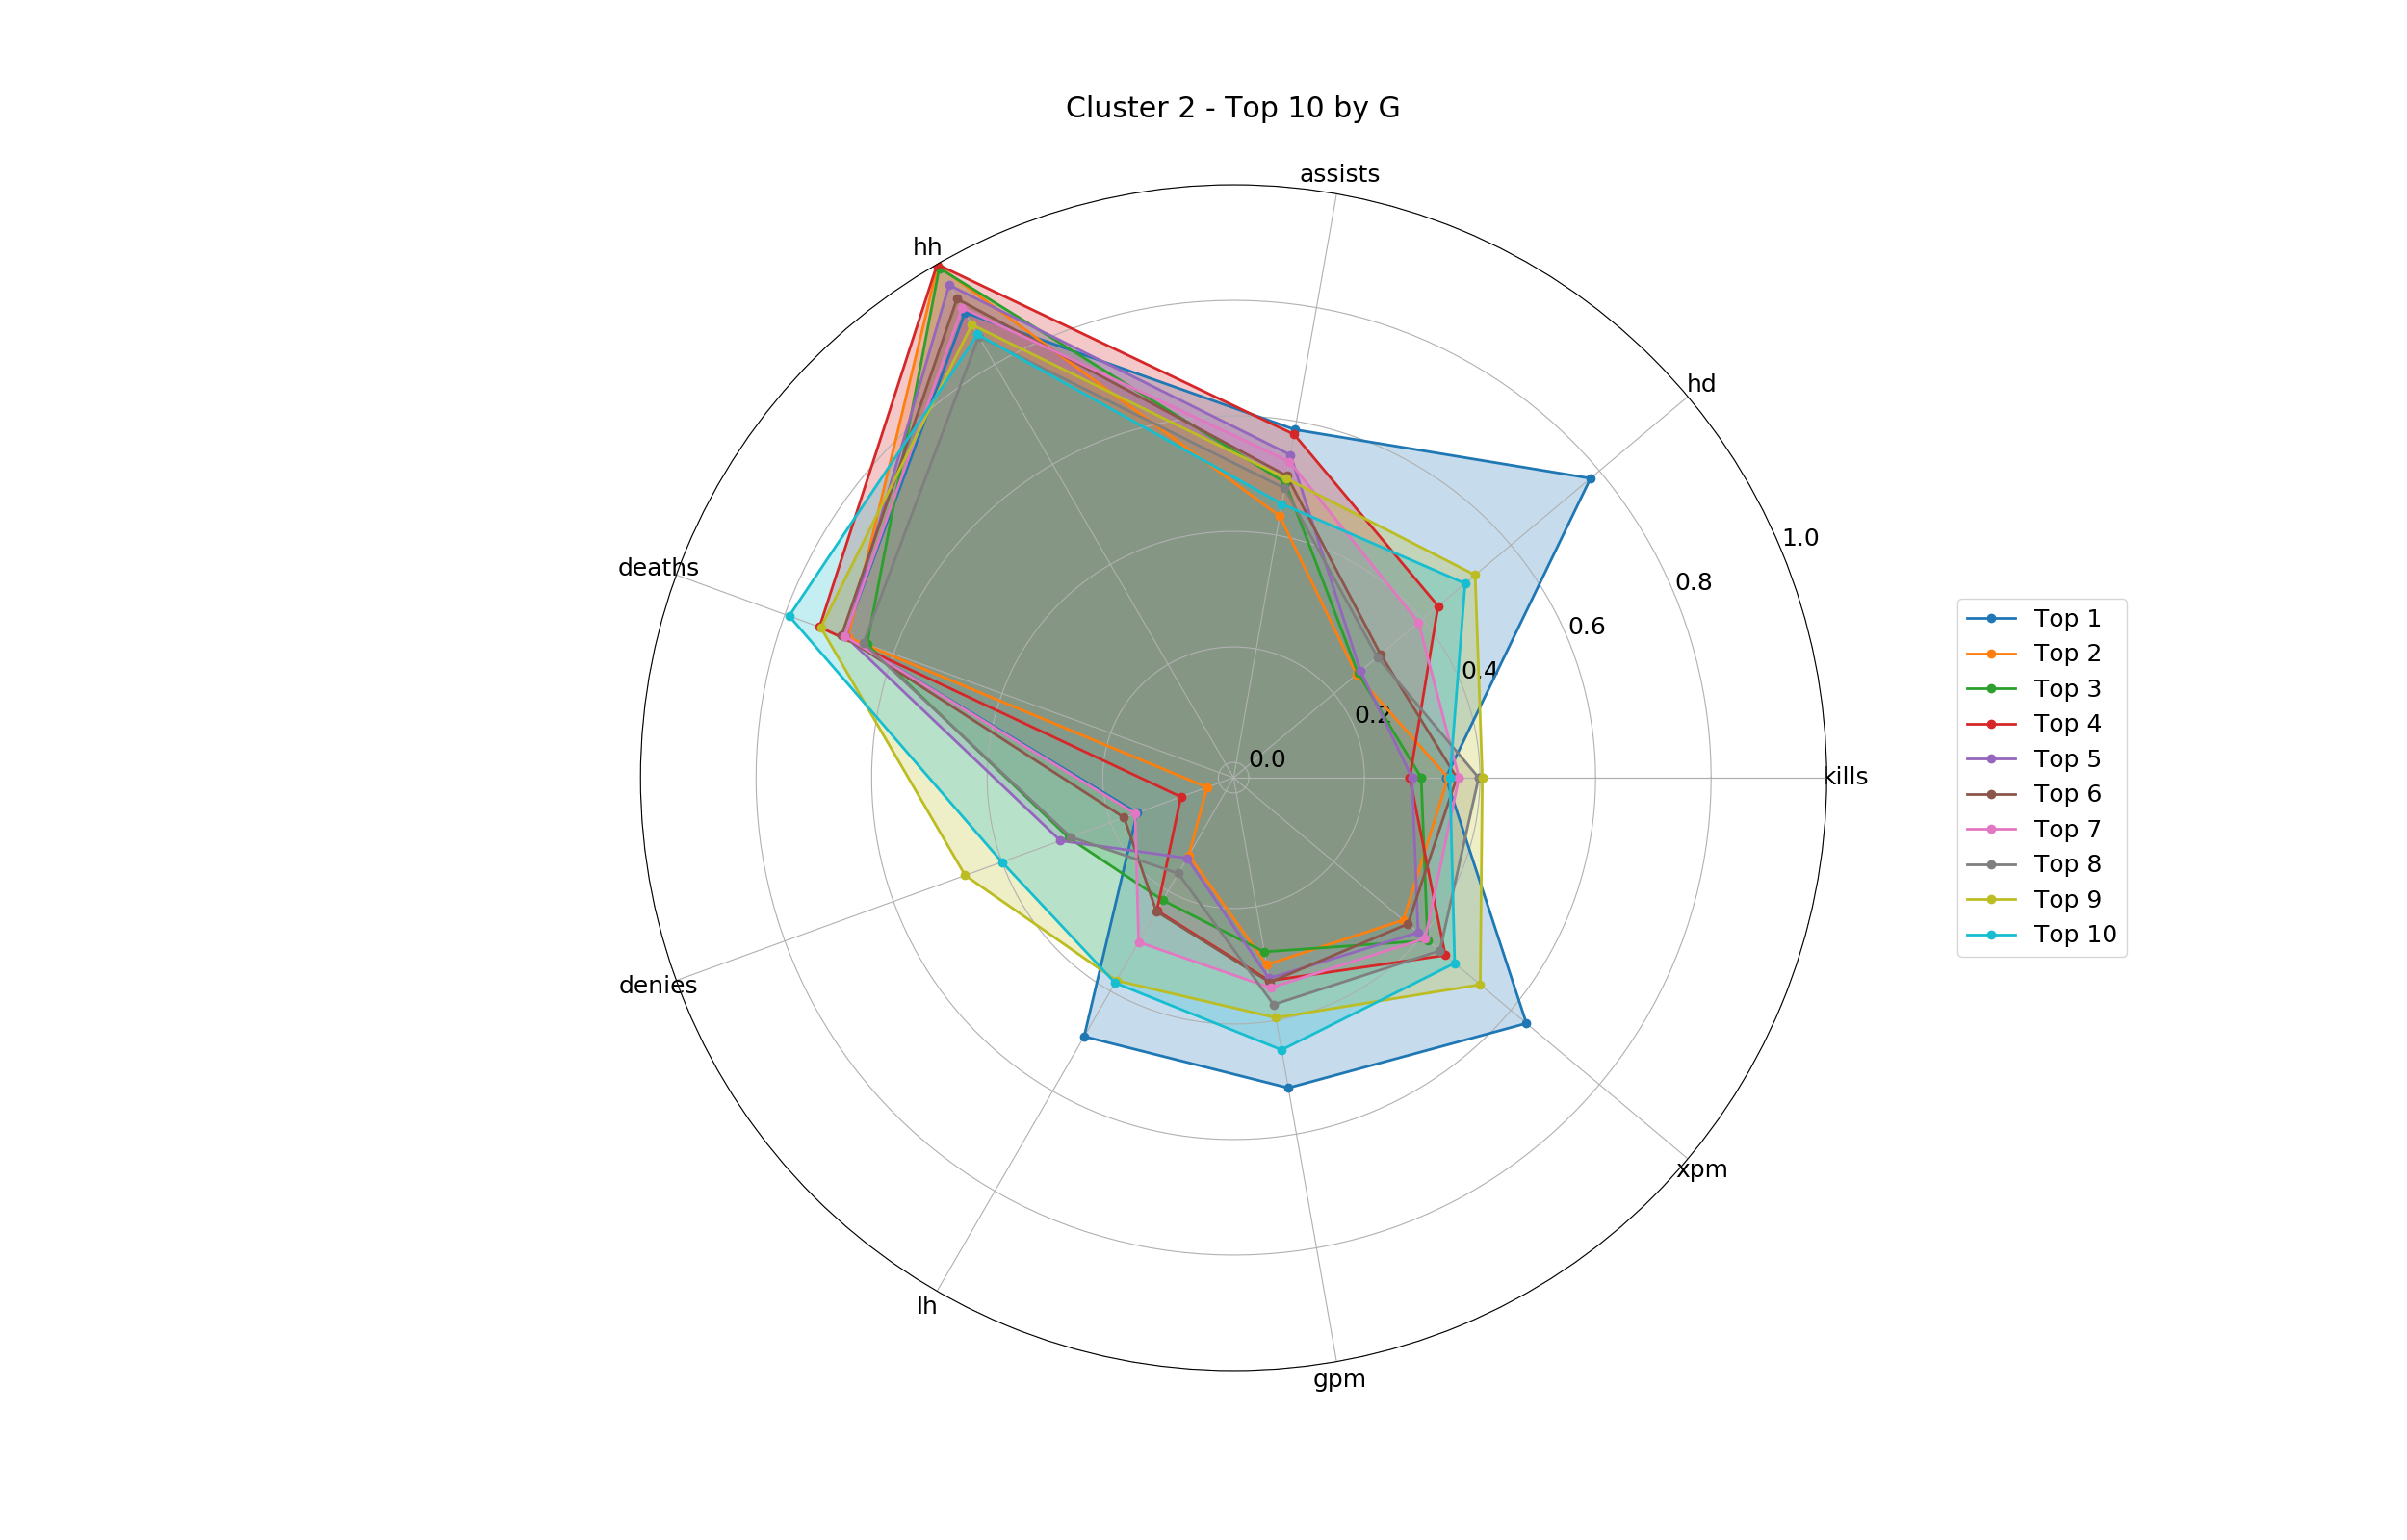 Cluster 2 - Top 10 by G
assists
hh
hd
1.0
deaths
0.8
0.6
0.4
0.2
0.0
kills
denies
xpm
lh
gpm
Top 1
Top 2
Top 3
Top 4
Top 5
Top 6
Top 7
Top 8
Top 9
Top 10